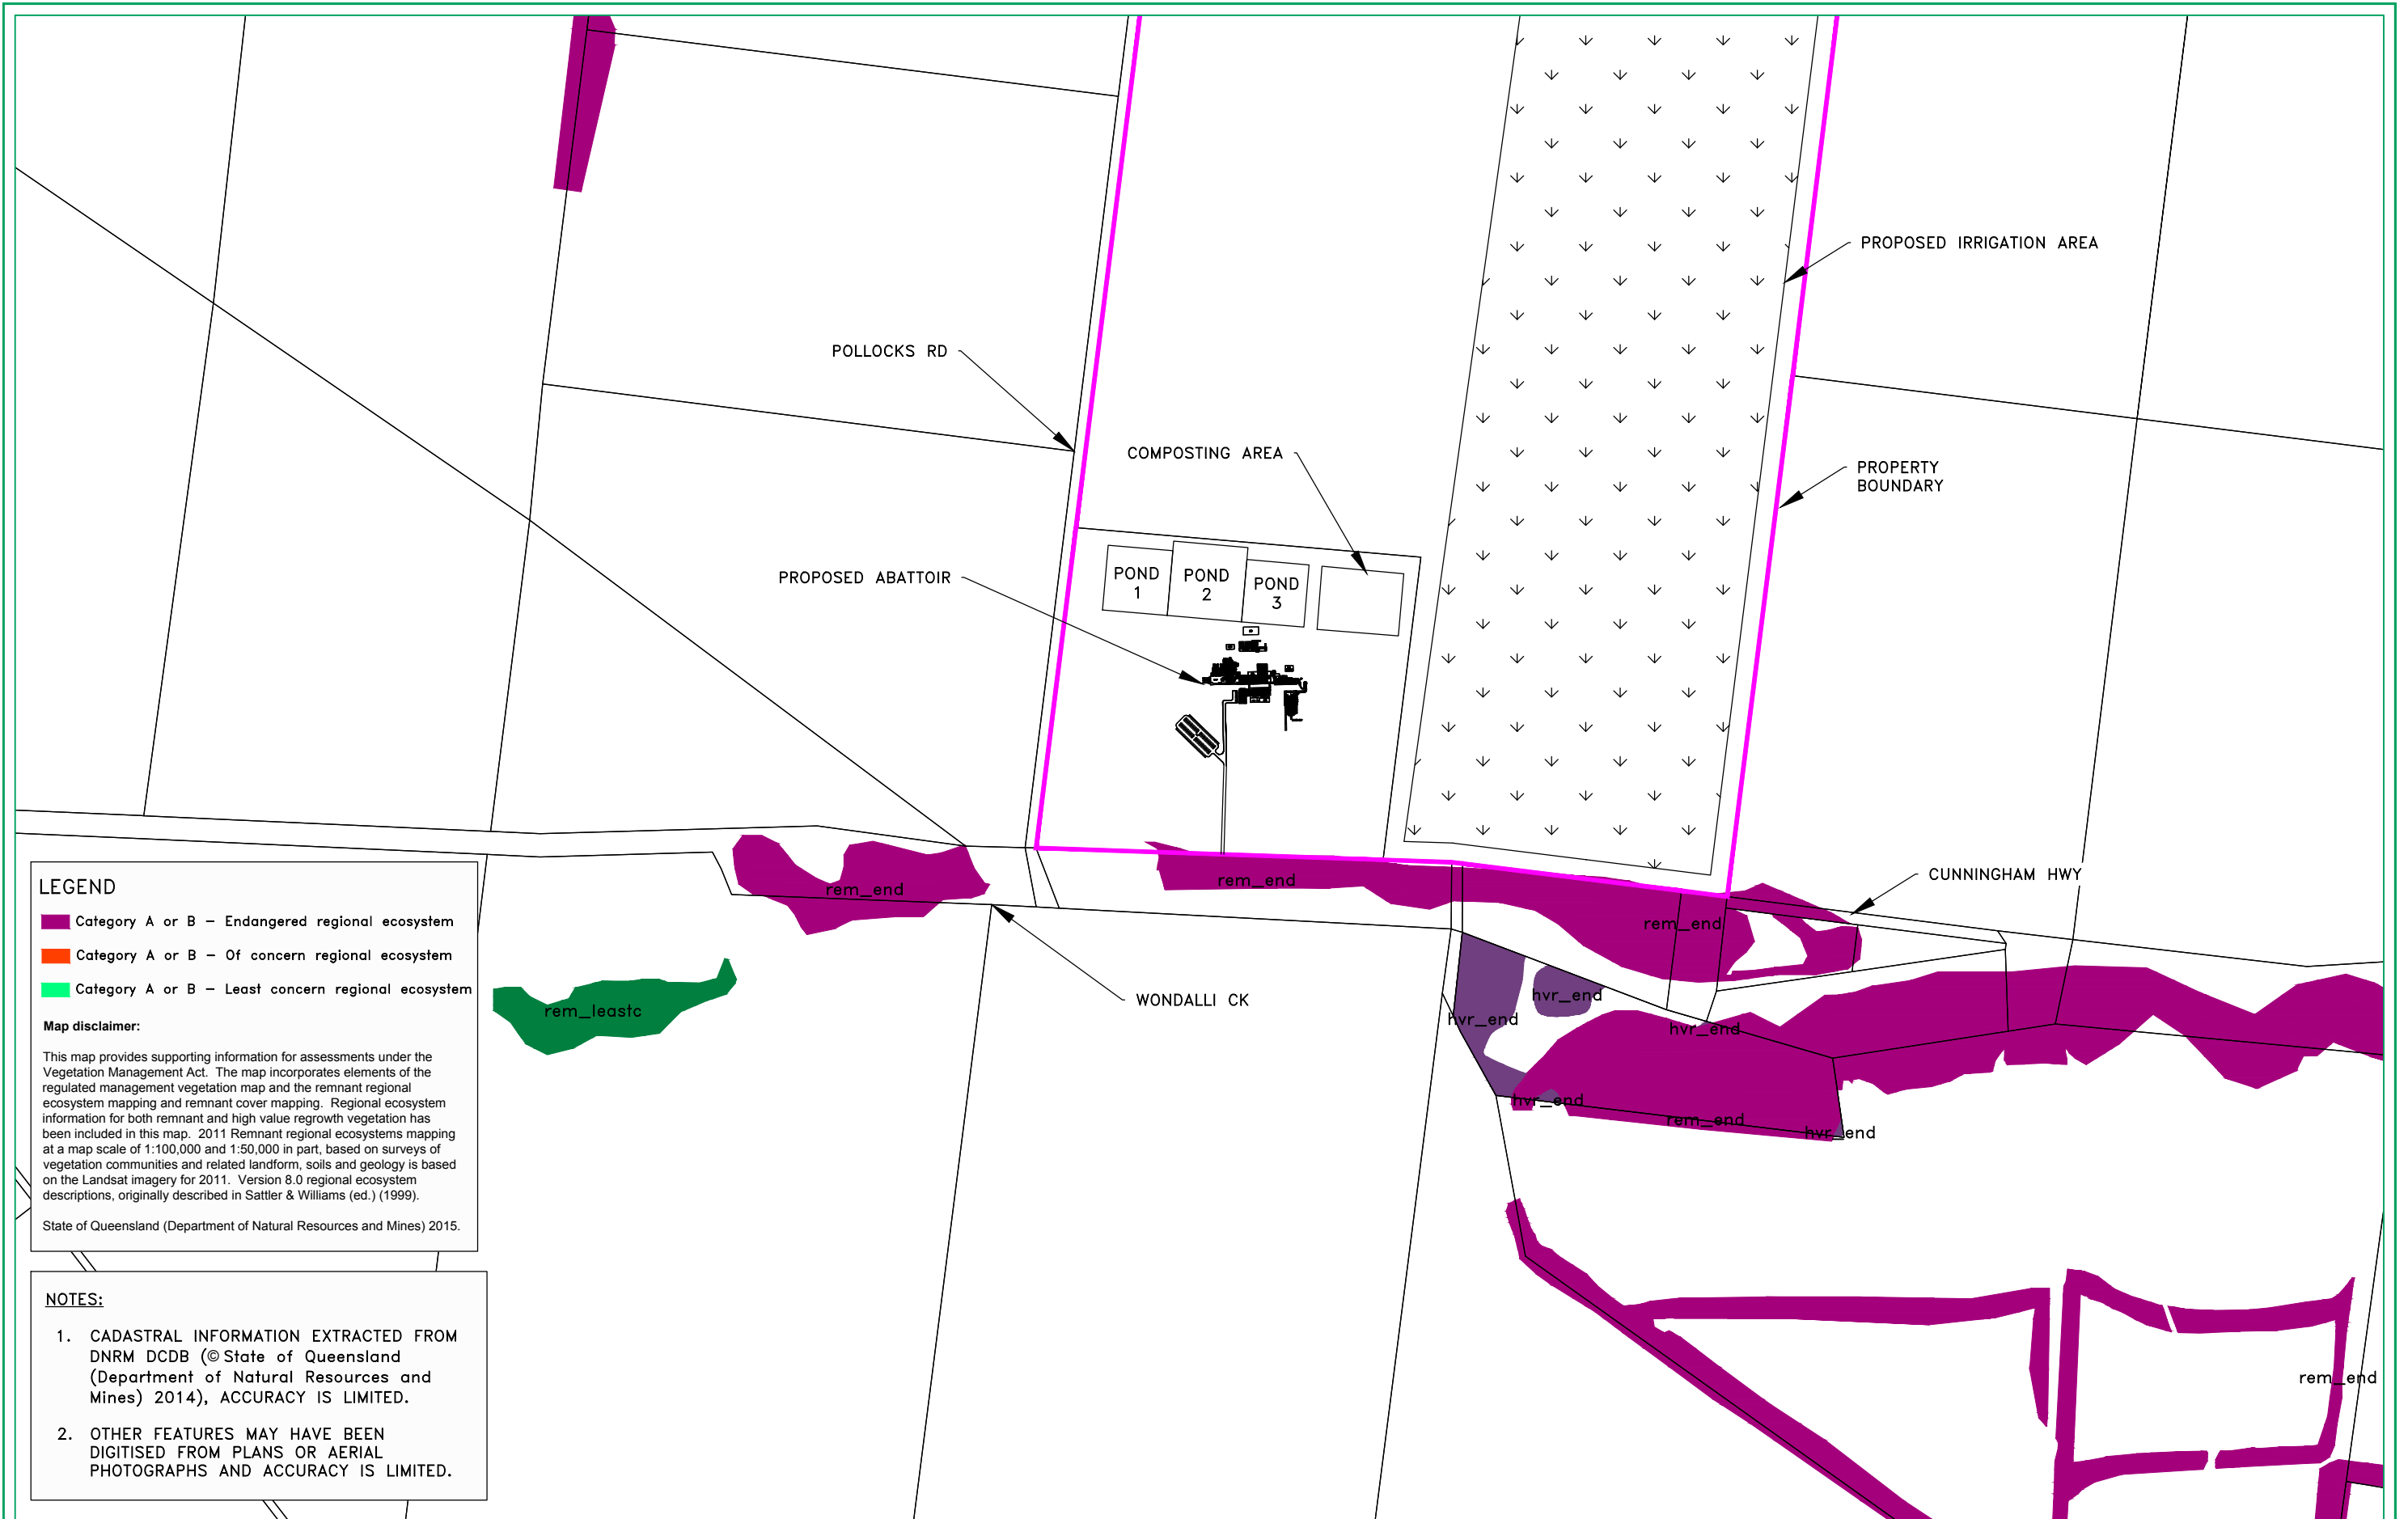 PROPOSED IRRIGATION AREA
POLLOCKS RD
COMPOSTING AREA
PROPERTY
BOUNDARY
PROPOSED ABATTOIR
POND
1
POND
2
POND
3
CUNNINGHAM HWY
WONDALLI CK
rem_end
rem_end
rem_end
rem_leastc
hvr_end
hvr_end
hvr_end
hvr_end
rem_end
hvr_end
rem_end
LEGEND
Category A or B – Endangered regional ecosystem
Category A or B – Of concern regional ecosystem
Category A or B – Least concern regional ecosystem
Map disclaimer:
This map provides supporting information for assessments under the
Vegetation Management Act. The map incorporates elements of the
regulated management vegetation map and the remnant regional
ecosystem mapping and remnant cover mapping. Regional ecosystem
information for both remnant and high value regrowth vegetation has
been included in this map. 2011 Remnant regional ecosystems mapping
at a map scale of 1:100,000 and 1:50,000 in part, based on surveys of
vegetation communities and related landform, soils and geology is based
on the Landsat imagery for 2011. Version 8.0 regional ecosystem
descriptions, originally described in Sattler & Williams (ed.) (1999).
State of Queensland (Department of Natural Resources and Mines) 2015.
NOTES:
1. CADASTRAL INFORMATION EXTRACTED FROM
DNRM DCDB (© State of Queensland
(Department of Natural Resources and
Mines) 2014), ACCURACY IS LIMITED.
2. OTHER FEATURES MAY HAVE BEEN
DIGITISED FROM PLANS OR AERIAL
PHOTOGRAPHS AND ACCURACY IS LIMITED.